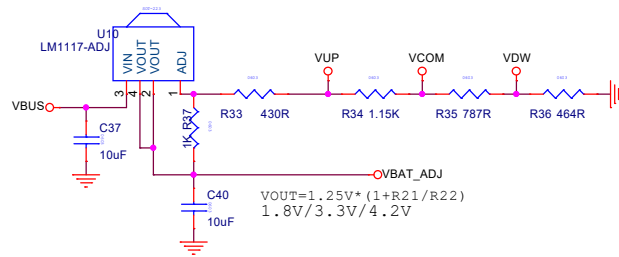 U10
LM1117-ADJ
VIN
VOUT
VOUT
ADJ
3
4
2
1
VUP
VCOM
VDW
VBUS
R33 430R
R34 1.15K
R35 787R
R36 464R
1K R37
C37
10uF
VBAT_ADJ
C40
10uF
VOUT=1.25V*(1+R21/R22)
1.8V/3.3V/4.2V